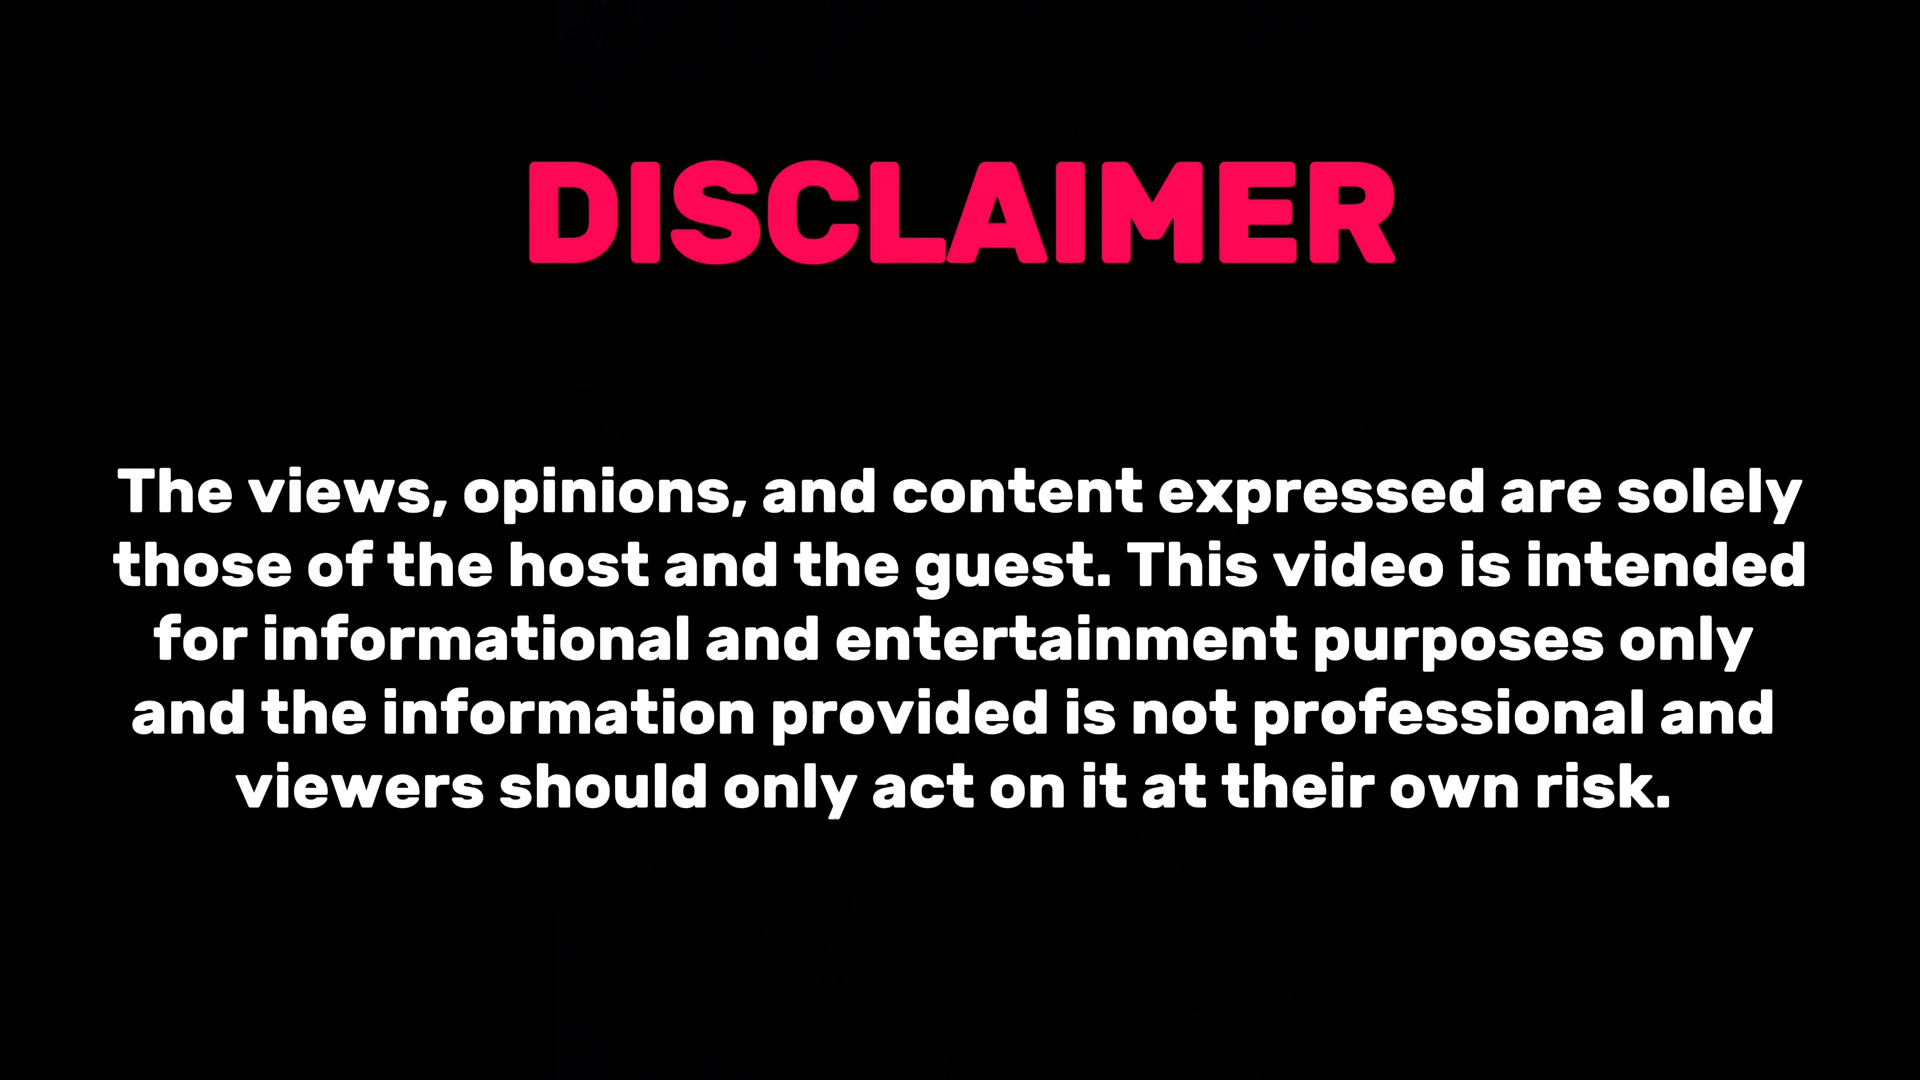 DISCLAIMER
The views, opinions, and content expressed are solely
those of the host and the guest. This video is intended
for informational and entertainment purposes only
and the information provided is not professional and
viewers should only act on it at their own risk.